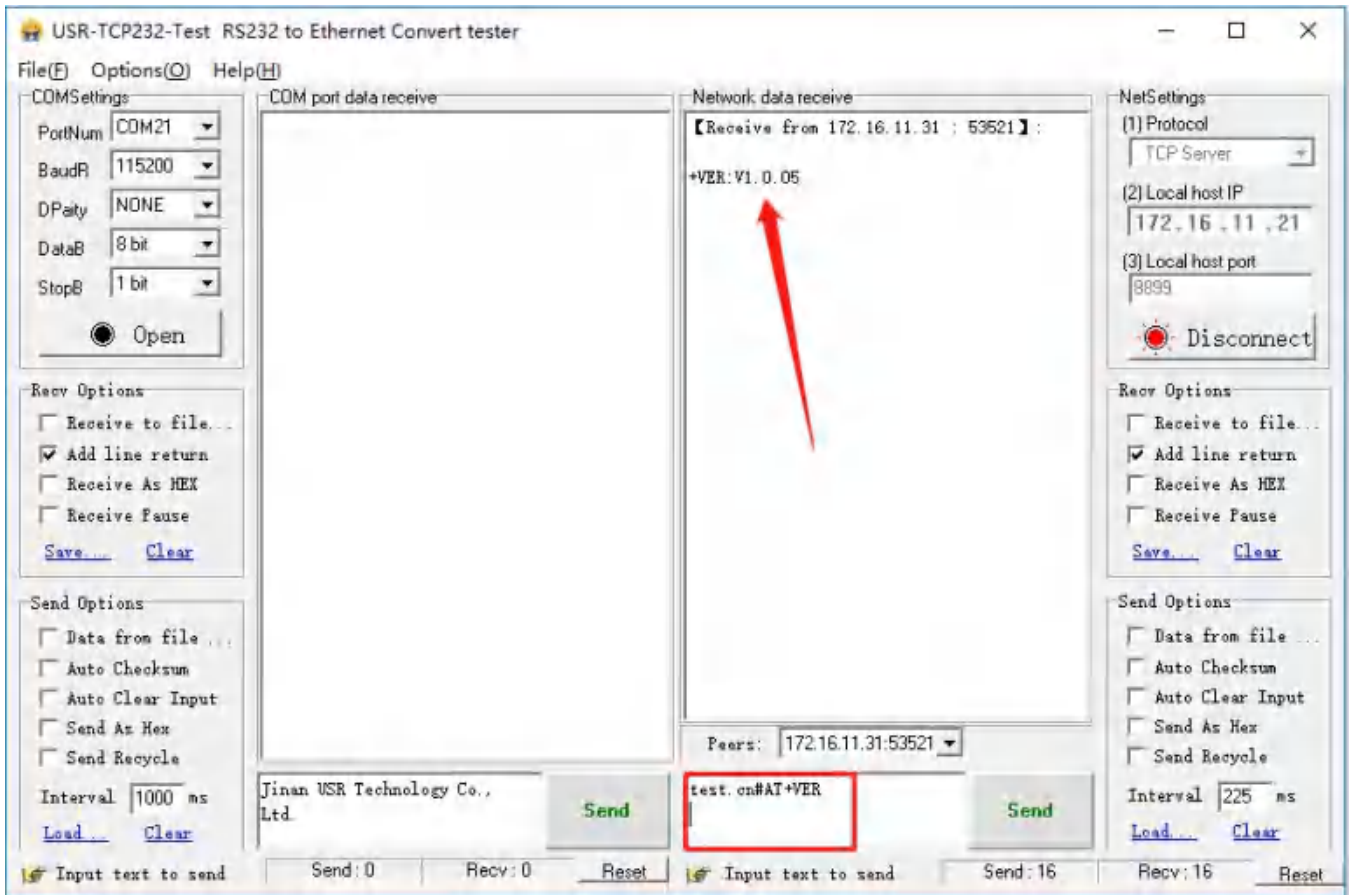 USR-TCP232-Test RS232 to Ethernet Convert tester
File(F) Options(O) Help(H)
COMSettings
PortNum COM21
BaudR 115200
DPaity NONE
DataB 8 bit
StopB 1 bit
Open
Recv Options
Receive to file...
Add line return
Receive As HEX
Receive Pause
Save... Clear
Send Options
Data from file ...
Auto Checksum
Auto Clear Input
Send As Hex
Send Recycle
Interval 1000 ms
Load... Clear
COM port data receive
Jinan USR Technology Co.,
Ltd.
Send
Network data receive
【Receive from 172.16.11.31 : 53521】:
+VER:V1.0.05
Peers: 172.16.11.31:53521
test.cn#AT+VER
Send
NetSettings
(1) Protocol
TCP Server
(2) Local host IP
172.16.11.21
(3) Local host port
8899
Disconnect
Recv Options
Receive to file...
Add line return
Receive As HEX
Receive Pause
Save... Clear
Send Options
Data from file ...
Auto Checksum
Auto Clear Input
Send As Hex
Send Recycle
Interval 225 ms
Load... Clear
Input text to send Send:0 Recv:0 Reset
Input text to send Send:16 Recv:16 Reset